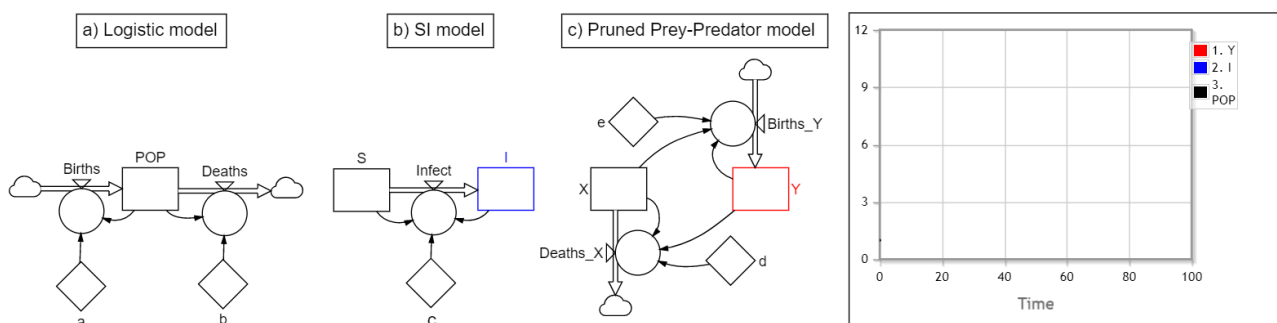 a) Logistic model
Births
POP
Deaths
a
b
b) SI model
S
Infect
I
c
c) Pruned Prey-Predator model
e
Births_Y
X
Y
Deaths_X
d
12
9
6
3
0
0
20
40
60
80
100
Time
1. Y
2. I
3.
POP